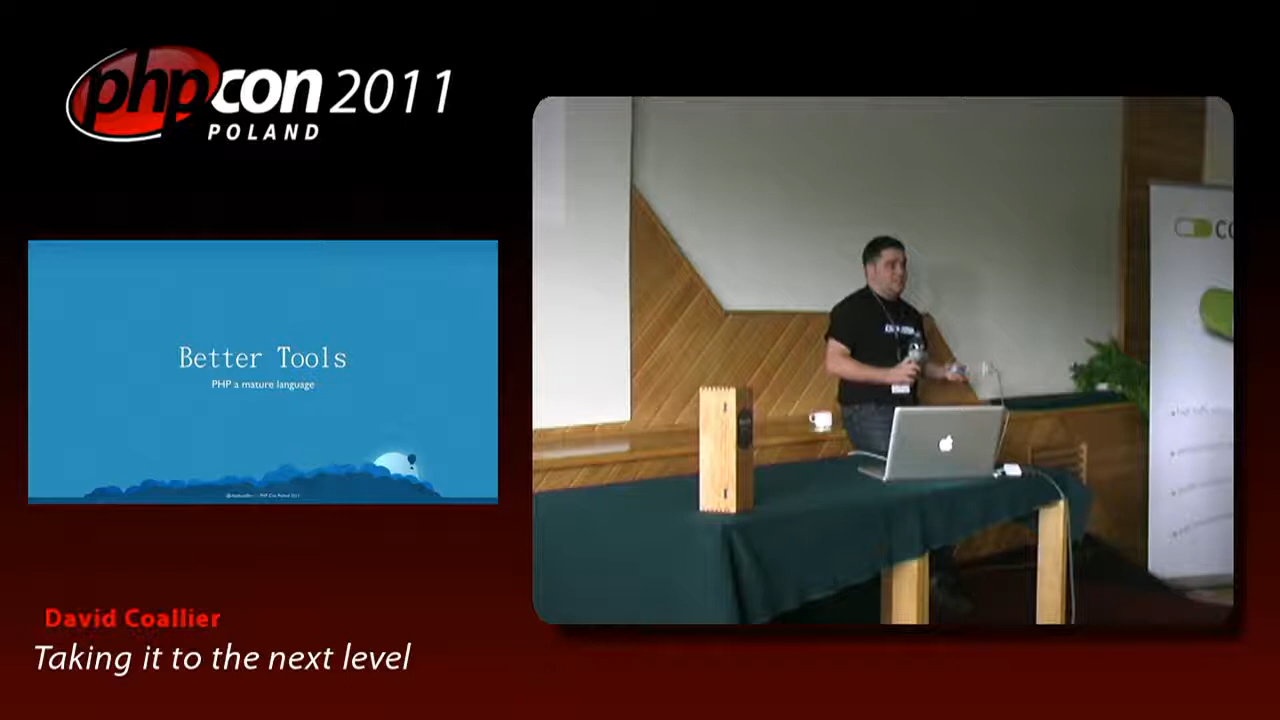 phpcon 2011
POLAND
Better Tools
PHP a mature language
David Coallier
Taking it to the next level